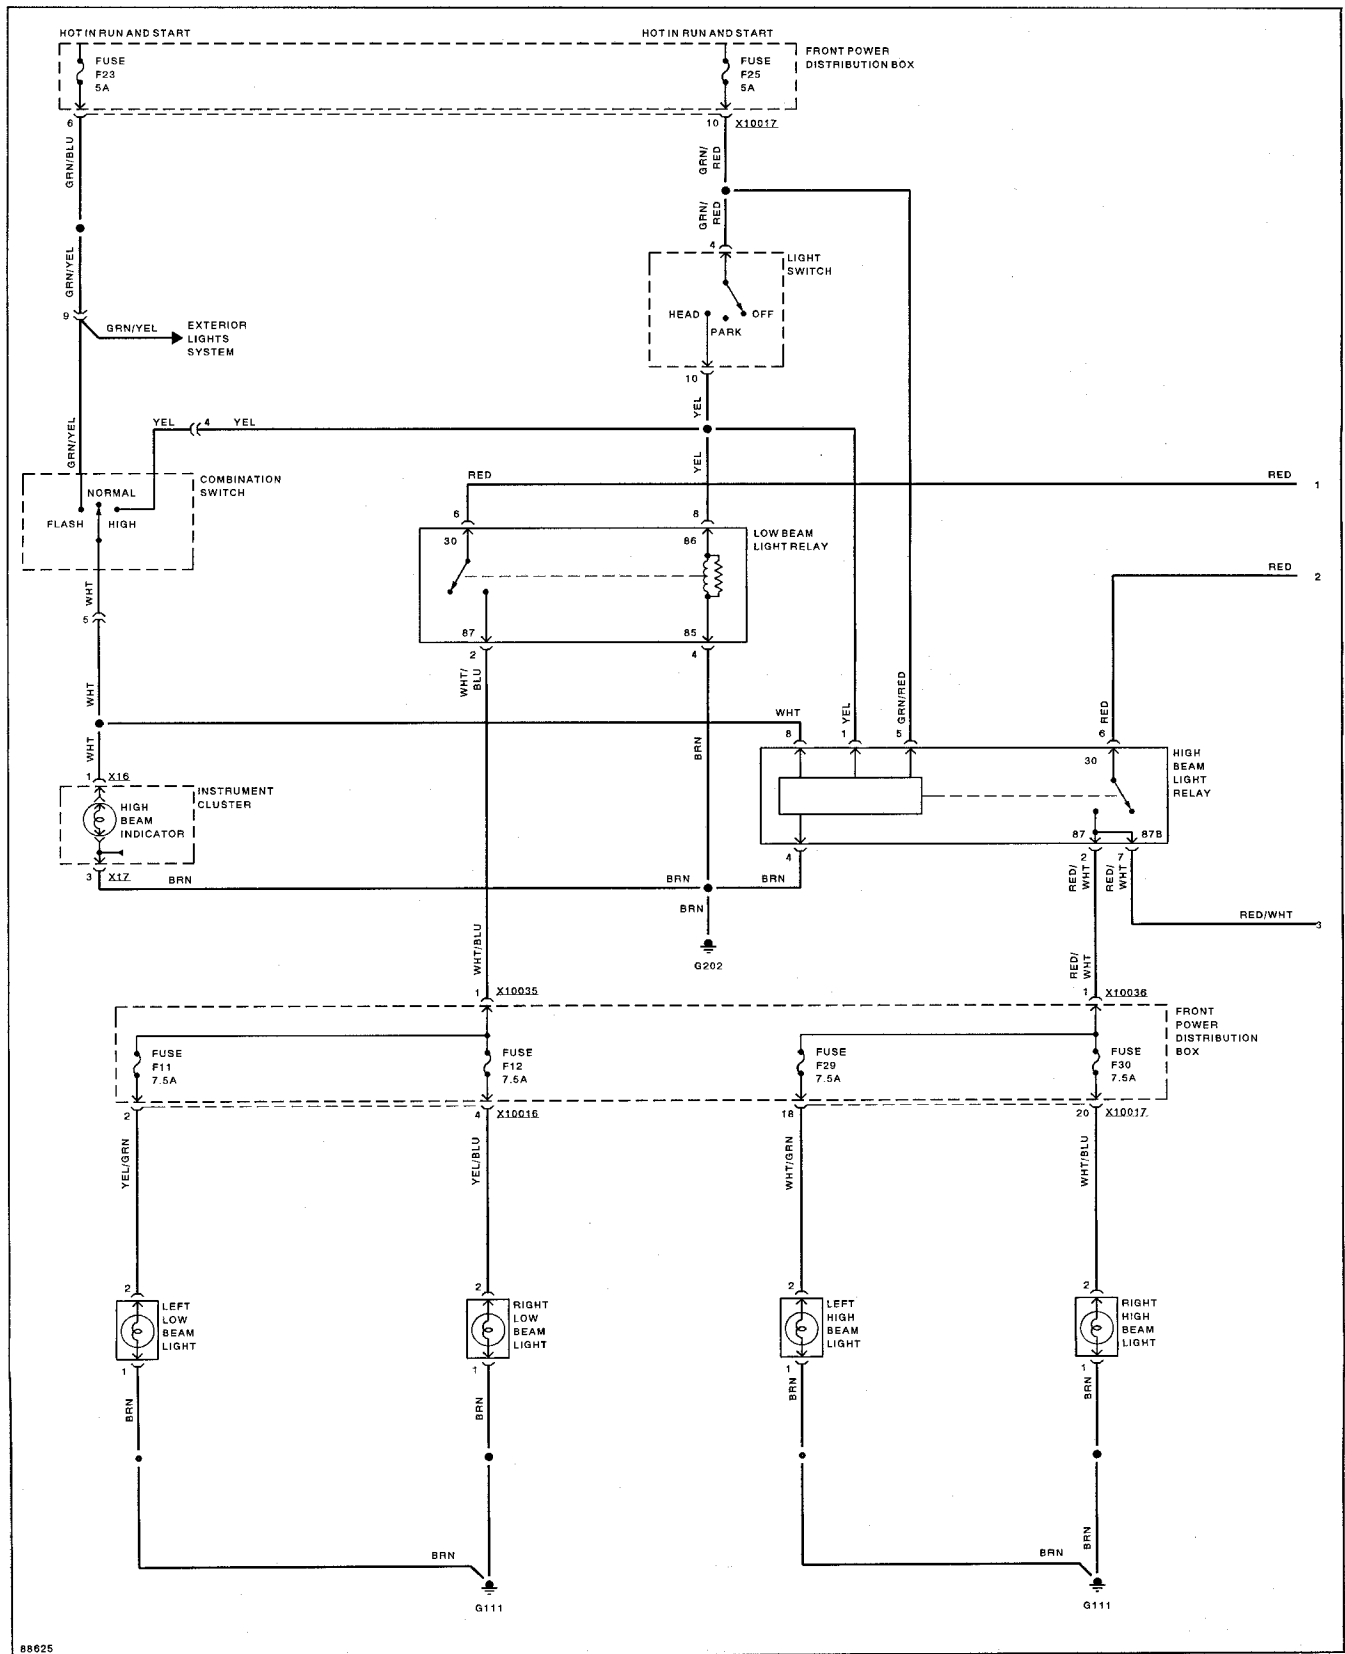 HOT IN RUN AND START
HOT IN RUN AND START
FUSE
F23
5A
FUSE
F25
5A
FRONT POWER
DISTRIBUTION BOX
6
10
X10017
GRN/BLU
GRN/
RED
GRN/
RED
GRN/YEL
4
LIGHT
SWITCH
HEAD
OFF
PARK
9
GRN/YEL
EXTERIOR
LIGHTS
SYSTEM
10
YEL
GRN/YEL
YEL
4
YEL
YEL
COMBINATION
SWITCH
NORMAL
FLASH
HIGH
RED
RED
1
6
8
30
86
LOW BEAM
LIGHT RELAY
RED
2
WHT
5
87
85
2
4
WHT/
BLU
WHT
WHT
BRN
WHT
8
YEL
1
GRN/RED
5
RED
6
1
X16
INSTRUMENT
CLUSTER
HIGH
BEAM
INDICATOR
30
HIGH
BEAM
LIGHT
RELAY
87
87B
3
X17
BRN
BRN
BRN
4
2
7
RED/
WHT
RED/
WHT
BRN
G202
RED/WHT
3
WHT/BLU
RED/
WHT
1
X10035
1
X10036
FRONT
POWER
DISTRIBUTION
BOX
FUSE
F11
7.5A
FUSE
F12
7.5A
FUSE
F29
7.5A
FUSE
F30
7.5A
2
4
X10016
18
20
X10017
YEL/GRN
YEL/BLU
WHT/GRN
WHT/BLU
2
2
2
2
LEFT
LOW
BEAM
LIGHT
RIGHT
LOW
BEAM
LIGHT
LEFT
HIGH
BEAM
LIGHT
RIGHT
HIGH
BEAM
LIGHT
1
1
1
1
BRN
BRN
BRN
BRN
BRN
BRN
BRN
G111
G111
88625